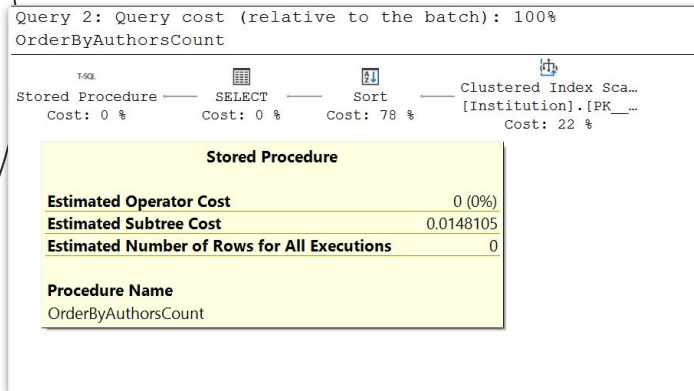 Query 2: Query cost (relative to the batch): 100%
OrderByAuthorsCount
T-SQL
Stored Procedure
Cost: 0 %
SELECT
Cost: 0 %
Sort
Cost: 78 %
Clustered Index Sca…
[Institution].[PK__…
Cost: 22 %
Stored Procedure
Estimated Operator Cost 0 (0%)
Estimated Subtree Cost 0.0148105
Estimated Number of Rows for All Executions 0
Procedure Name
OrderByAuthorsCount